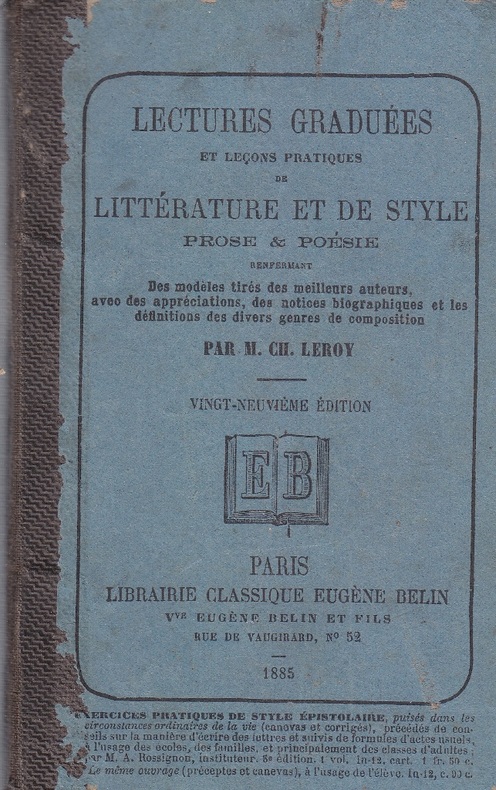 LECTURES GRADUÉES
ET LEÇONS PRATIQUES
DE
LITTÉRATURE ET DE STYLE
PROSE & POÉSIE
RENFERMANT
Des modèles tirés des meilleurs auteurs,
avec des appréciations, des notices biographiques et les
définitions des divers genres de composition
PAR M. CH. LEROY
VINGT-NEUVIÈME ÉDITION
E B
PARIS
LIBRAIRIE CLASSIQUE EUGÈNE BELIN
VVE EUGÈNE BELIN ET FILS
RUE DE VAUGIRARD, No 52
1885
EXERCICES PRATIQUES DE STYLE ÉPISTOLAIRE, puisés dans les
circonstances ordinaires de la vie (canevas et corrigés), précédés de con-
seils sur la manière d'écrire des lettres et suivis de formules d'actes usuels,
à l'usage des écoles, des familles, et principalement des classes d'adultes;
par M. A. Rossignon, instituteur. 8e édition. 1 vol. in-12, cart. 1 fr. 50 c.
Le même ouvrage (préceptes et canevas), à l'usage de l'élève. In-12, c.